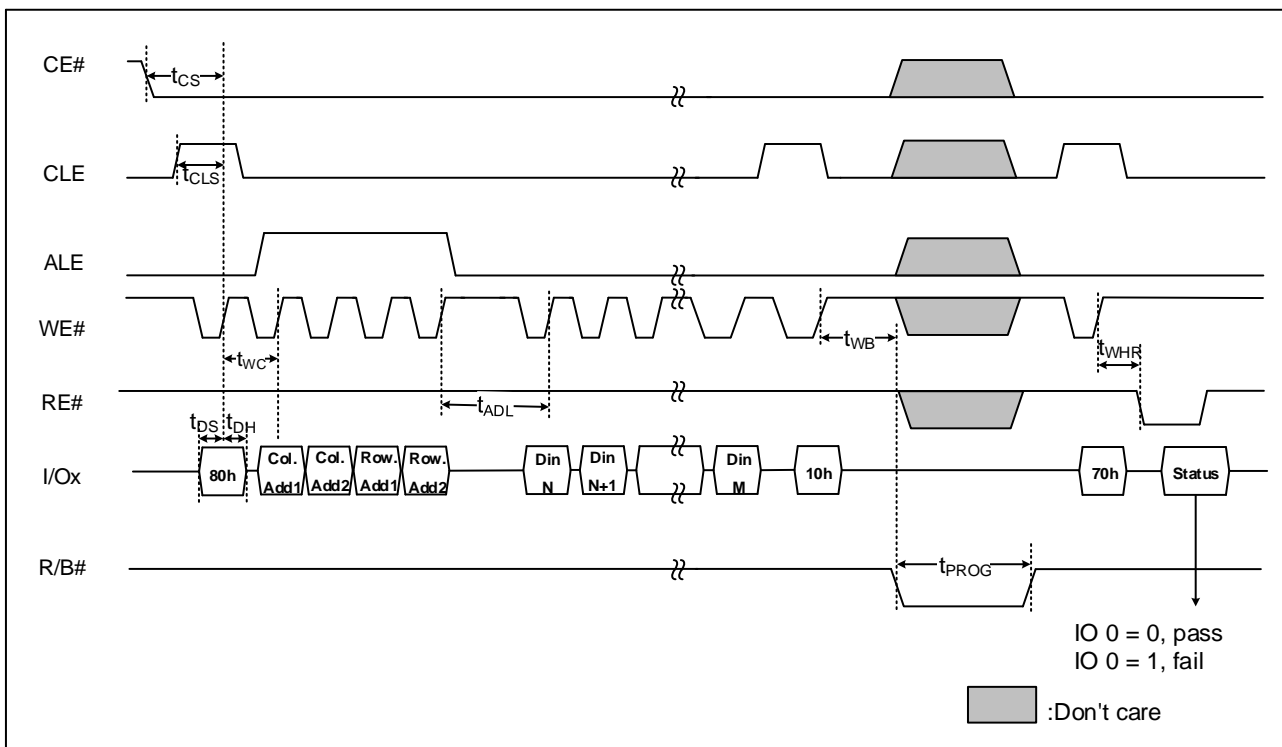 CE#
tCS
CLE
tCLS
ALE
WE#
tWC
tWB
tWHR
RE#
tADL
tDS
tDH
I/Ox
80h
Col. Add1
Col. Add2
Row. Add1
Row. Add2
Din N
Din N+1
Din M
10h
70h
Status
R/B#
tPROG
IO 0 = 0, pass
IO 0 = 1, fail
:Don't care